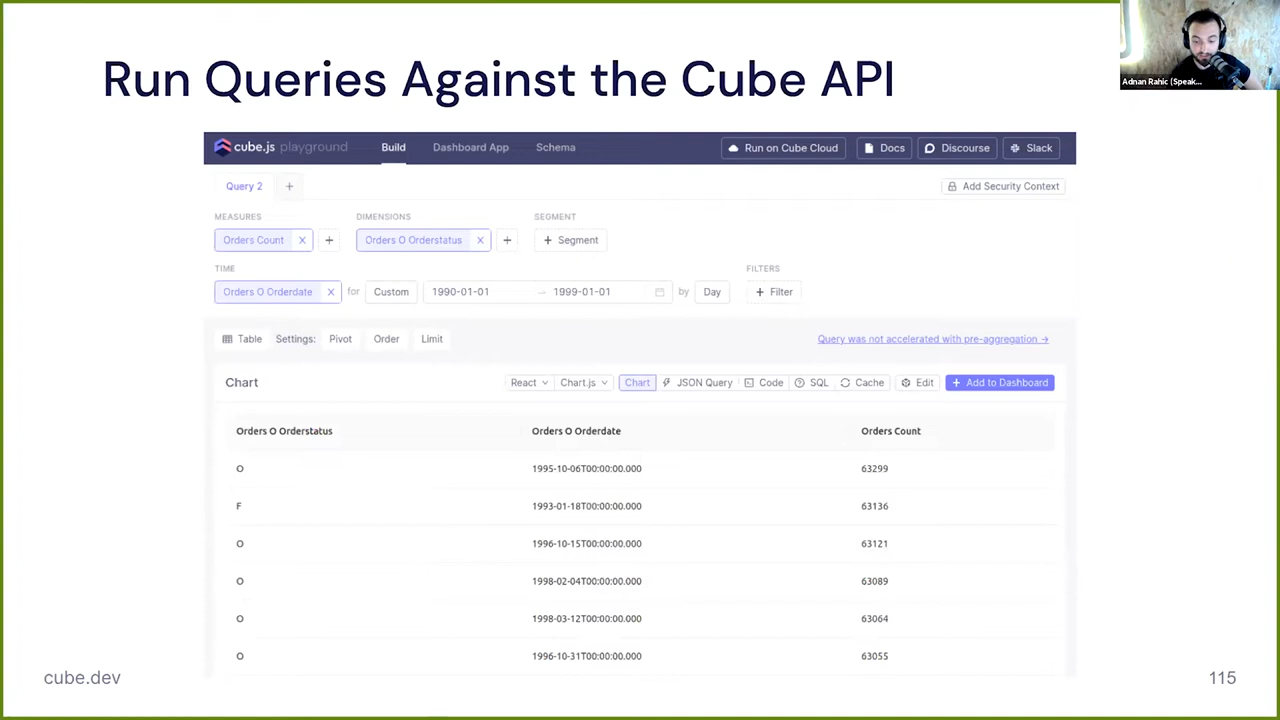 Run Queries Against the Cube API
Adnan Rahic (Speak...
cube.js playground Build Dashboard App Schema Run on Cube Cloud Docs Discourse Slack
Query 2 + Add Security Context
MEASURES DIMENSIONS SEGMENT
Orders Count X + Orders O Orderstatus X + + Segment
TIME FILTERS
Orders O Orderdate X for Custom 1990-01-01 → 1999-01-01 by Day + Filter
Table Settings: Pivot Order Limit Query was not accelerated with pre-aggregation →
Chart React Chart.js Chart JSON Query Code SQL Cache Edit + Add to Dashboard
Orders O Orderstatus Orders O Orderdate Orders Count
O 1995-10-06T00:00:00.000 63299
F 1993-01-18T00:00:00.000 63136
O 1996-10-15T00:00:00.000 63121
O 1998-02-04T00:00:00.000 63089
O 1998-03-12T00:00:00.000 63064
O 1996-10-31T00:00:00.000 63055
cube.dev 115